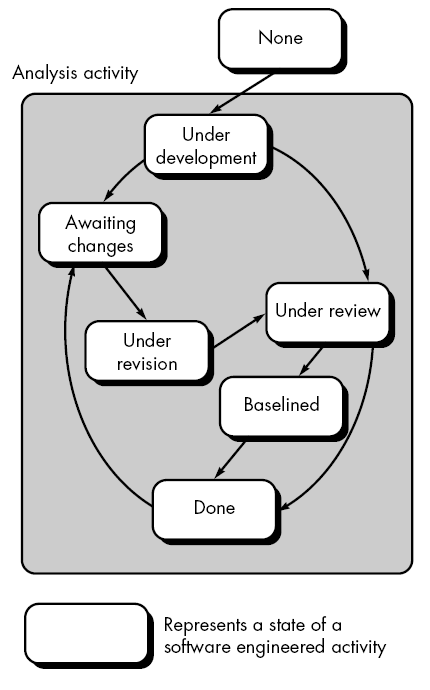 None
Analysis activity
Under
development
Awaiting
changes
Under review
Under
revision
Baselined
Done
Represents a state of a
software engineered activity